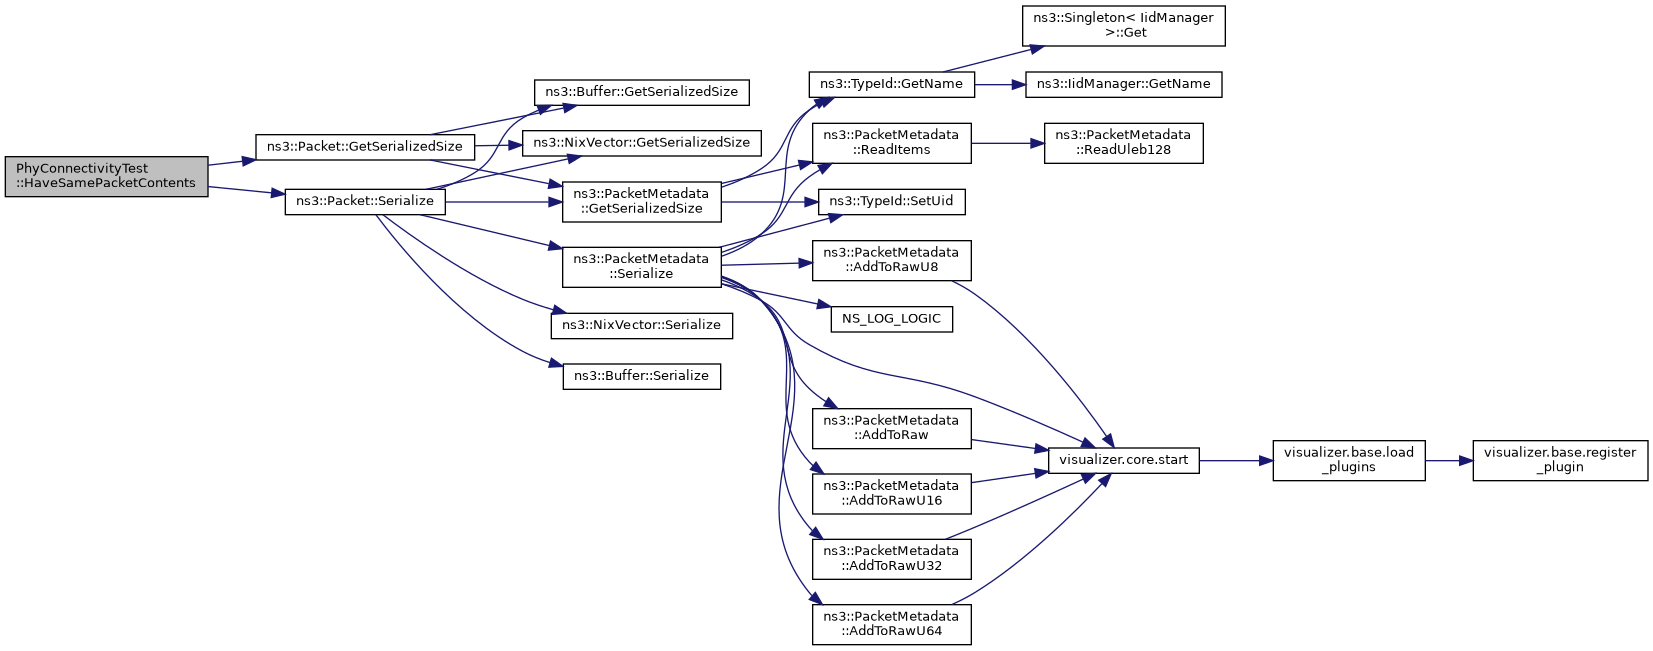 PhyConnectivityTest
::HaveSamePacketContents
ns3::Packet::GetSerializedSize
ns3::Packet::Serialize
ns3::Buffer::GetSerializedSize
ns3::NixVector::GetSerializedSize
ns3::PacketMetadata
::GetSerializedSize
ns3::PacketMetadata
::Serialize
ns3::NixVector::Serialize
ns3::Buffer::Serialize
ns3::TypeId::GetName
ns3::PacketMetadata
::ReadItems
ns3::TypeId::SetUid
ns3::PacketMetadata
::AddToRawU8
NS_LOG_LOGIC
ns3::PacketMetadata
::AddToRaw
ns3::PacketMetadata
::AddToRawU16
ns3::PacketMetadata
::AddToRawU32
ns3::PacketMetadata
::AddToRawU64
ns3::Singleton< IidManager
>::Get
ns3::IidManager::GetName
ns3::PacketMetadata
::ReadUleb128
visualizer.core.start
visualizer.base.load
_plugins
visualizer.base.register
_plugin